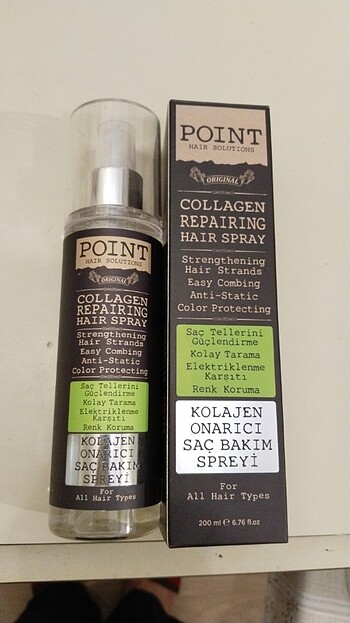 POINT
HAIR SOLUTIONS
ORIGINAL
COLLAGEN
REPAIRING
HAIR SPRAY
Strengthening
Hair Strands
Easy Combing
Anti-Static
Color Protecting
Saç Tellerini
Güçlendirme
Kolay Tarama
Elektriklenme
Karşıtı
Renk Koruma
KOLAJEN
ONARICI
SAÇ BAKIM
SPREYİ
For
All Hair Types
POINT
HAIR SOLUTIONS
ORIGINAL
COLLAGEN
REPAIRING
HAIR SPRAY
Strengthening
Hair Strands
Easy Combing
Anti-Static
Color Protecting
Saç Tellerini
Güçlendirme
Kolay Tarama
Elektriklenme
Karşıtı
Renk Koruma
KOLAJEN
ONARICI
SAÇ BAKIM
SPREYİ
For
All Hair Types
200 ml ℮ 6.76 fl.oz